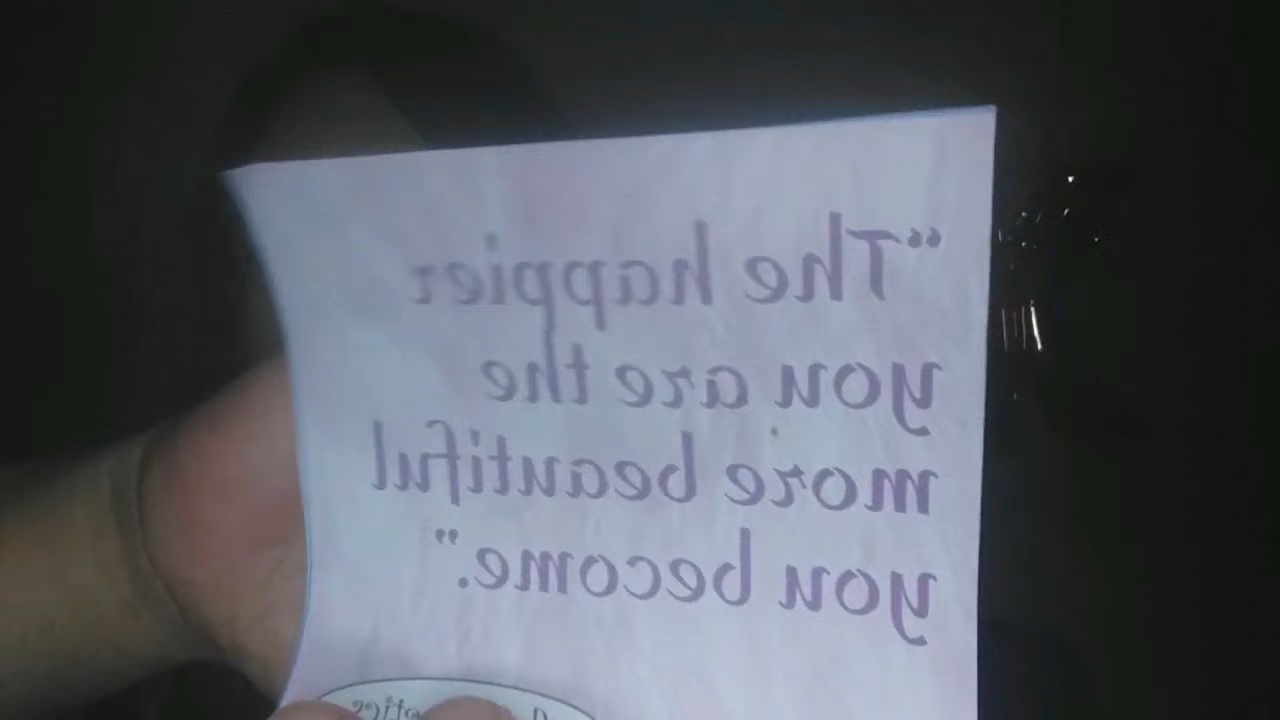 “The happier
you are the
more beautiful
you become.”